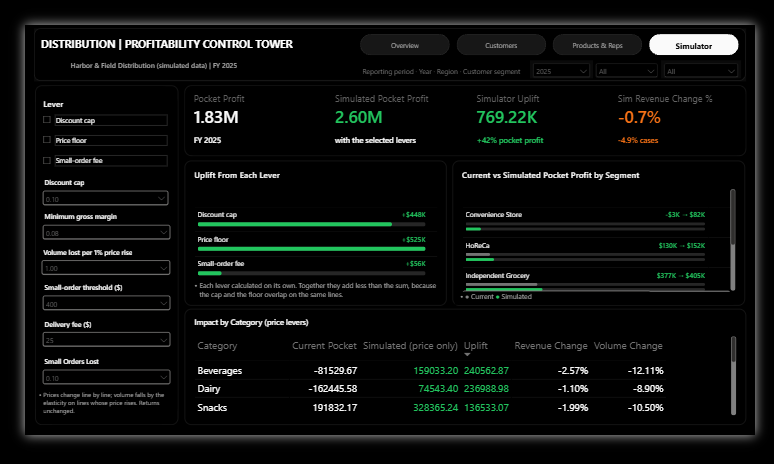 DISTRIBUTION | PROFITABILITY CONTROL TOWER
Overview
Customers
Products & Reps
Simulator
Harbor & Field Distribution (simulated data) | FY 2025
Reporting period · Year · Region · Customer segment
2025
All
All
Lever
Discount cap
Price floor
Small-order fee
Discount cap
0.10
Minimum gross margin
0.08
Volume lost per 1% price rise
1.00
Small-order threshold ($)
400
Delivery fee ($)
25
Small Orders Lost
0.10
• Prices change line by line; volume falls by the
elasticity on lines whose price rises. Returns
unchanged.
Pocket Profit
1.83M
FY 2025
Simulated Pocket Profit
2.60M
with the selected levers
Simulator Uplift
769.22K
+42% pocket profit
Sim Revenue Change %
-0.7%
-4.9% cases
Uplift From Each Lever
Discount cap +$448K
Price floor +$525K
Small-order fee +$56K
• Each lever calculated on its own. Together they add less than the sum, because
the cap and the floor overlap on the same lines.
Current vs Simulated Pocket Profit by Segment
Convenience Store -$3K → $82K
HoReCa $130K → $152K
Independent Grocery $377K → $405K
• ● Current ● Simulated
Impact by Category (price levers)
Category Current Pocket Simulated (price only) Uplift Revenue Change Volume Change
Beverages -81529.67 159033.20 240562.87 -2.57% -12.11%
Dairy -162445.58 74543.40 236988.98 -1.10% -8.90%
Snacks 191832.17 328365.24 136533.07 -1.99% -10.50%